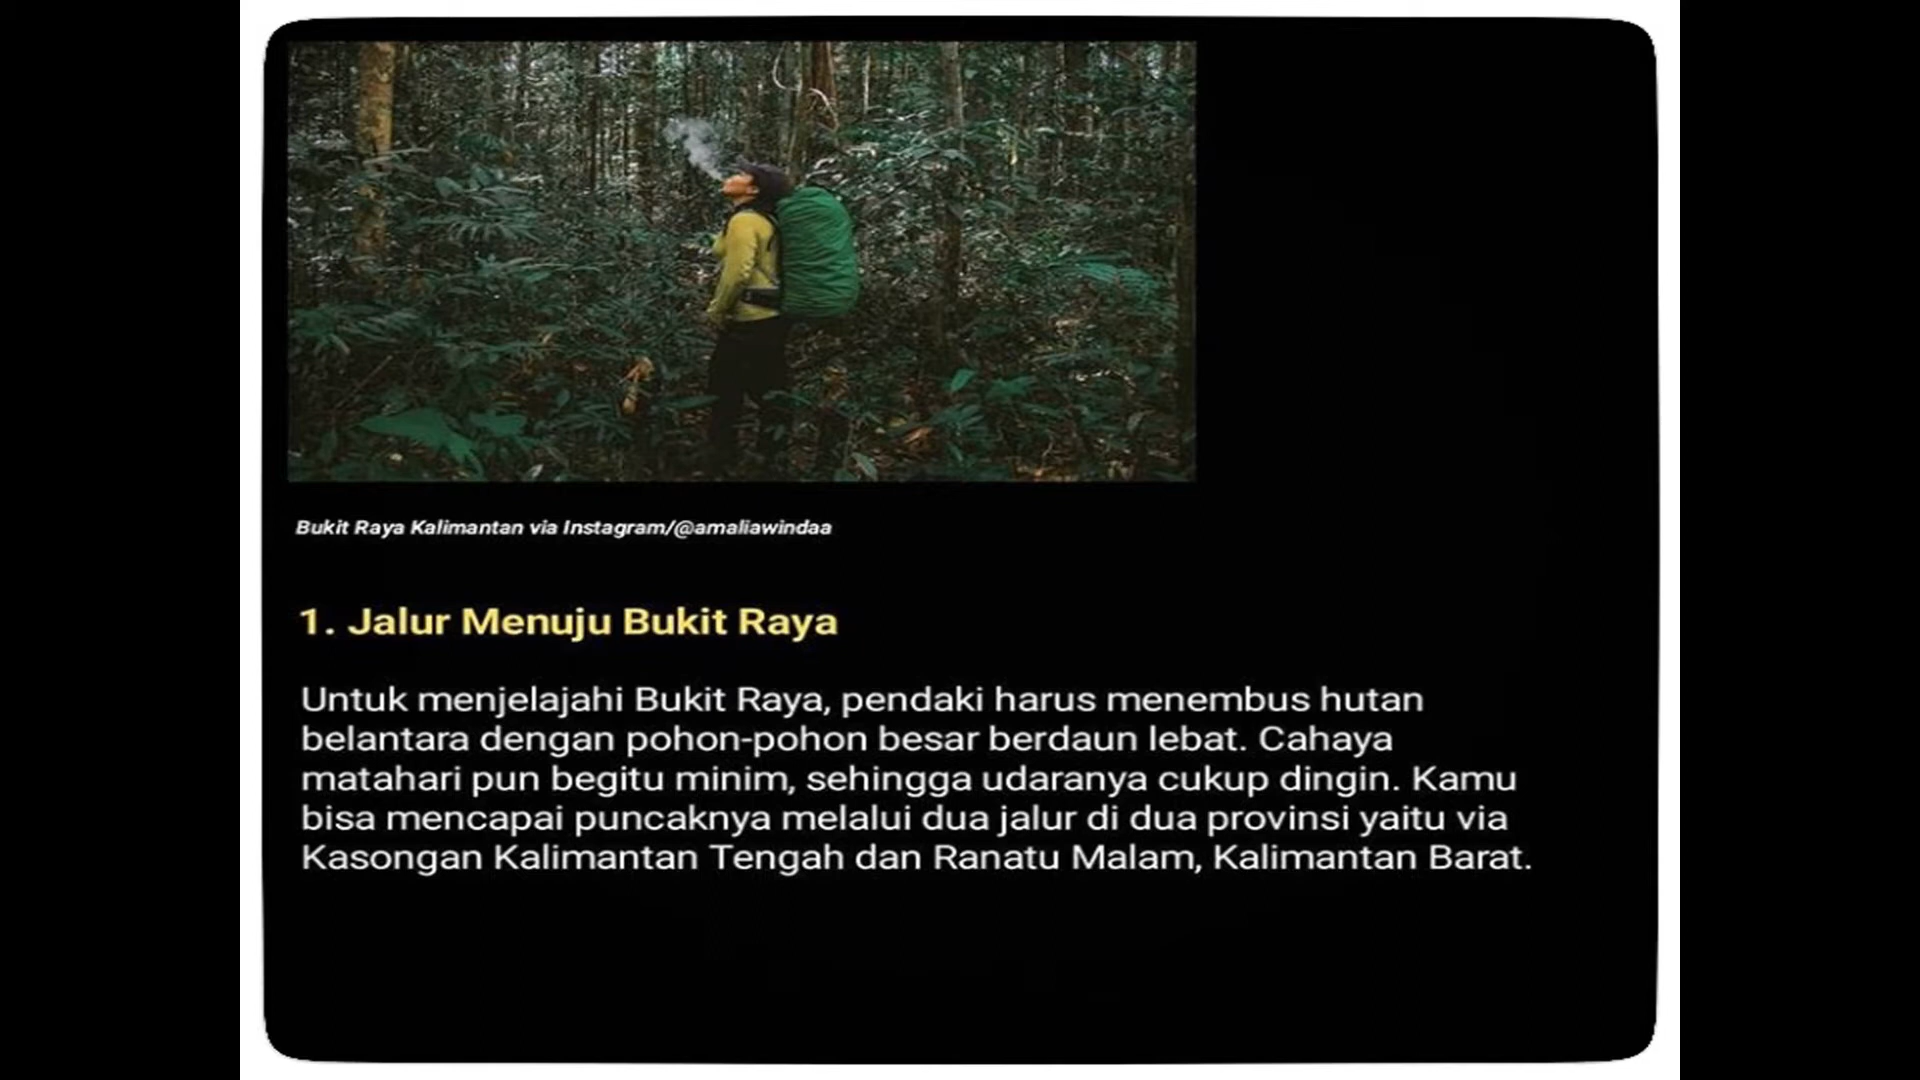 Bukit Raya Kalimantan via Instagram/@amaliawindaa
1. Jalur Menuju Bukit Raya
Untuk menjelajahi Bukit Raya, pendaki harus menembus hutan
belantara dengan pohon-pohon besar berdaun lebat. Cahaya
matahari pun begitu minim, sehingga udaranya cukup dingin. Kamu
bisa mencapai puncaknya melalui dua jalur di dua provinsi yaitu via
Kasongan Kalimantan Tengah dan Ranatu Malam, Kalimantan Barat.